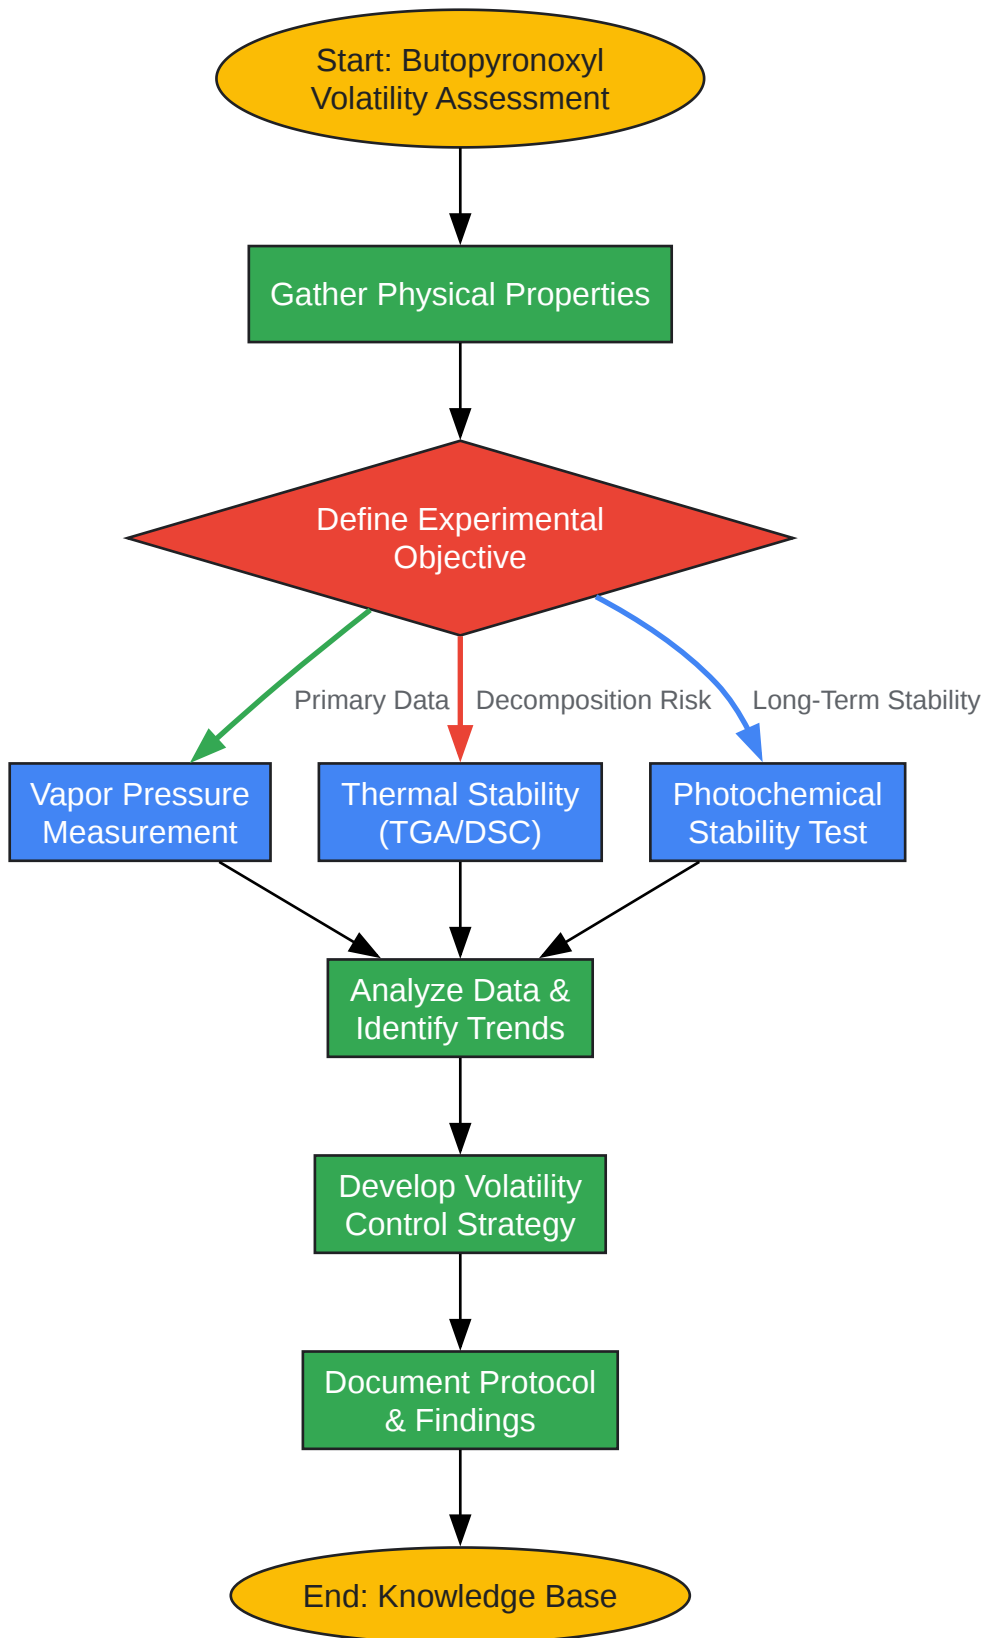 Start: Butopyronoxyl
Volatility Assessment
Gather Physical Properties
Define Experimental
Objective
Primary Data
Decomposition Risk
Long-Term Stability
Vapor Pressure
Measurement
Thermal Stability
(TGA/DSC)
Photochemical
Stability Test
Analyze Data &
Identify Trends
Develop Volatility
Control Strategy
Document Protocol
& Findings
End: Knowledge Base